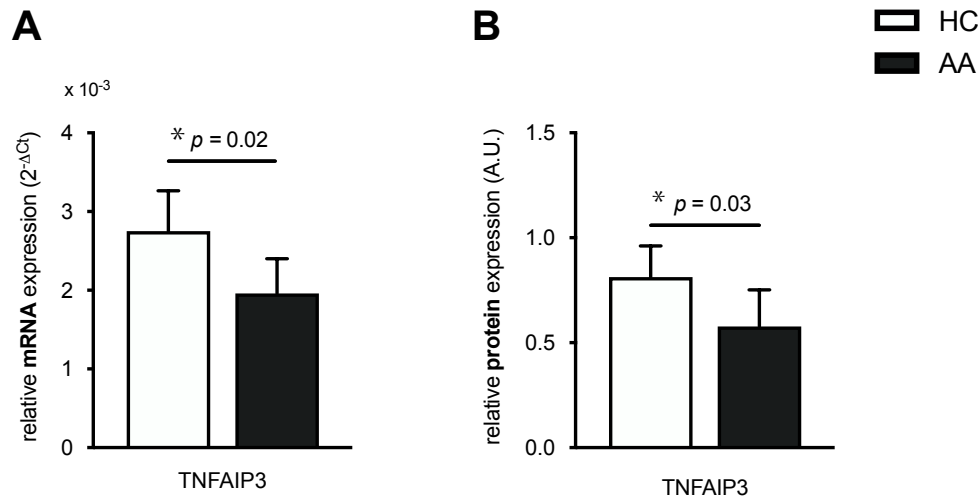 A
B
HC
AA
x 10⁻³
relative mRNA expression (2^-ΔCt)
4
3
2
1
0
* p = 0.02
TNFAIP3
relative protein expression (A.U.)
1.5
1.0
0.5
0.0
* p = 0.03
TNFAIP3